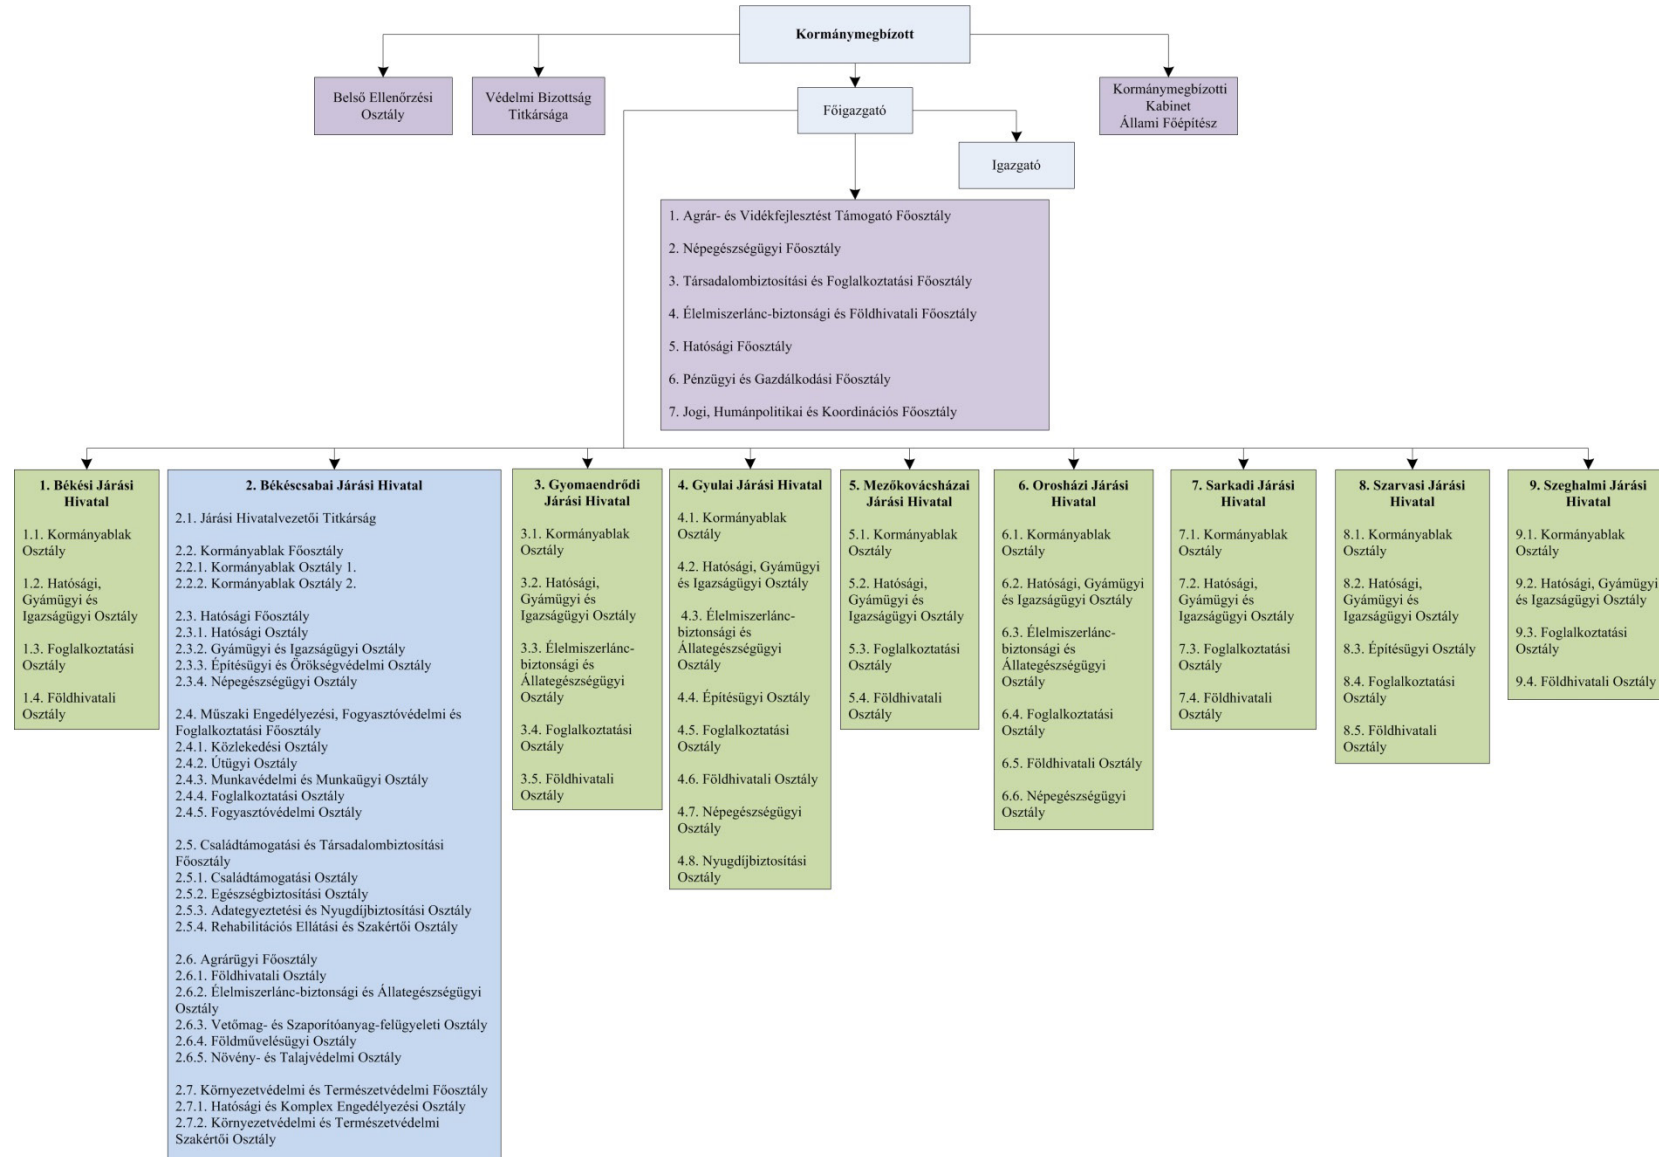 Kormánymegbízott
Belső Ellenőrzési
Osztály
Védelmi Bizottság
Titkársága
Kormánymegbízotti
Kabinet
Állami Főépítész
Főigazgató
Igazgató
1. Agrár- és Vidékfejlesztést Támogató Főosztály
2. Népegészségügyi Főosztály
3. Társadalombiztosítási és Foglalkoztatási Főosztály
4. Élelmiszerlánc-biztonsági és Földhivatali Főosztály
5. Hatósági Főosztály
6. Pénzügyi és Gazdálkodási Főosztály
7. Jogi, Humánpolitikai és Koordinációs Főosztály
1. Békési Járási
Hivatal
1.1. Kormányablak
Osztály
1.2. Hatósági,
Gyámügyi és
Igazságügyi Osztály
1.3. Foglalkoztatási
Osztály
1.4. Földhivatali
Osztály
2. Békéscsabai Járási Hivatal
2.1. Járási Hivatalvezetői Titkárság
2.2. Kormányablak Főosztály
2.2.1. Kormányablak Osztály 1.
2.2.2. Kormányablak Osztály 2.
2.3. Hatósági Főosztály
2.3.1. Hatósági Osztály
2.3.2. Gyámügyi és Igazságügyi Osztály
2.3.3. Építésügyi és Örökségvédelmi Osztály
2.3.4. Népegészségügyi Osztály
2.4. Műszaki Engedélyezési, Fogyasztóvédelmi és
Foglalkoztatási Főosztály
2.4.1. Közlekedési Osztály
2.4.2. Útügyi Osztály
2.4.3. Munkavédelmi és Munkaügyi Osztály
2.4.4. Foglalkoztatási Osztály
2.4.5. Fogyasztóvédelmi Osztály
2.5. Családtámogatási és Társadalombiztosítási
Főosztály
2.5.1. Családtámogatási Osztály
2.5.2. Egészségbiztosítási Osztály
2.5.3. Adategyeztetési és Nyugdíjbiztosítási Osztály
2.5.4. Rehabilitációs Ellátási és Szakértői Osztály
2.6. Agrárügyi Főosztály
2.6.1. Földhivatali Osztály
2.6.2. Élelmiszerlánc-biztonsági és Állategészségügyi
Osztály
2.6.3. Vetőmag- és Szaporítóanyag-felügyeleti Osztály
2.6.4. Földművelésügyi Osztály
2.6.5. Növény- és Talajvédelmi Osztály
2.7. Környezetvédelmi és Természetvédelmi Főosztály
2.7.1. Hatósági és Komplex Engedélyezési Osztály
2.7.2. Környezetvédelmi és Természetvédelmi
Szakértői Osztály
3. Gyomaendrődi
Járási Hivatal
3.1. Kormányablak
Osztály
3.2. Hatósági,
Gyámügyi és
Igazságügyi Osztály
3.3. Élelmiszerlánc-
biztonsági és
Állategészségügyi
Osztály
3.4. Foglalkoztatási
Osztály
3.5. Földhivatali
Osztály
4. Gyulai Járási Hivatal
4.1. Kormányablak
Osztály
4.2. Hatósági, Gyámügyi
és Igazságügyi Osztály
4.3. Élelmiszerlánc-
biztonsági és
Állategészségügyi
Osztály
4.4. Építésügyi Osztály
4.5. Foglalkoztatási
Osztály
4.6. Földhivatali Osztály
4.7. Népegészségügyi
Osztály
4.8. Nyugdíjbiztosítási
Osztály
5. Mezőkovácsházai
Járási Hivatal
5.1. Kormányablak
Osztály
5.2. Hatósági,
Gyámügyi és
Igazságügyi Osztály
5.3. Foglalkoztatási
Osztály
5.4. Földhivatali
Osztály
6. Orosházi Járási
Hivatal
6.1. Kormányablak
Osztály
6.2. Hatósági, Gyámügyi
és Igazságügyi Osztály
6.3. Élelmiszerlánc-
biztonsági és
Állategészségügyi
Osztály
6.4. Foglalkoztatási
Osztály
6.5. Földhivatali Osztály
6.6. Népegészségügyi
Osztály
7. Sarkadi Járási
Hivatal
7.1. Kormányablak
Osztály
7.2. Hatósági,
Gyámügyi és
Igazságügyi Osztály
7.3. Foglalkoztatási
Osztály
7.4. Földhivatali
Osztály
8. Szarvasi Járási
Hivatal
8.1. Kormányablak
Osztály
8.2. Hatósági,
Gyámügyi és
Igazságügyi Osztály
8.3. Építésügyi Osztály
8.4. Foglalkoztatási
Osztály
8.5. Földhivatali
Osztály
9. Szeghalmi Járási
Hivatal
9.1. Kormányablak
Osztály
9.2. Hatósági, Gyámügyi
és Igazságügyi Osztály
9.3. Foglalkoztatási
Osztály
9.4. Földhivatali Osztály